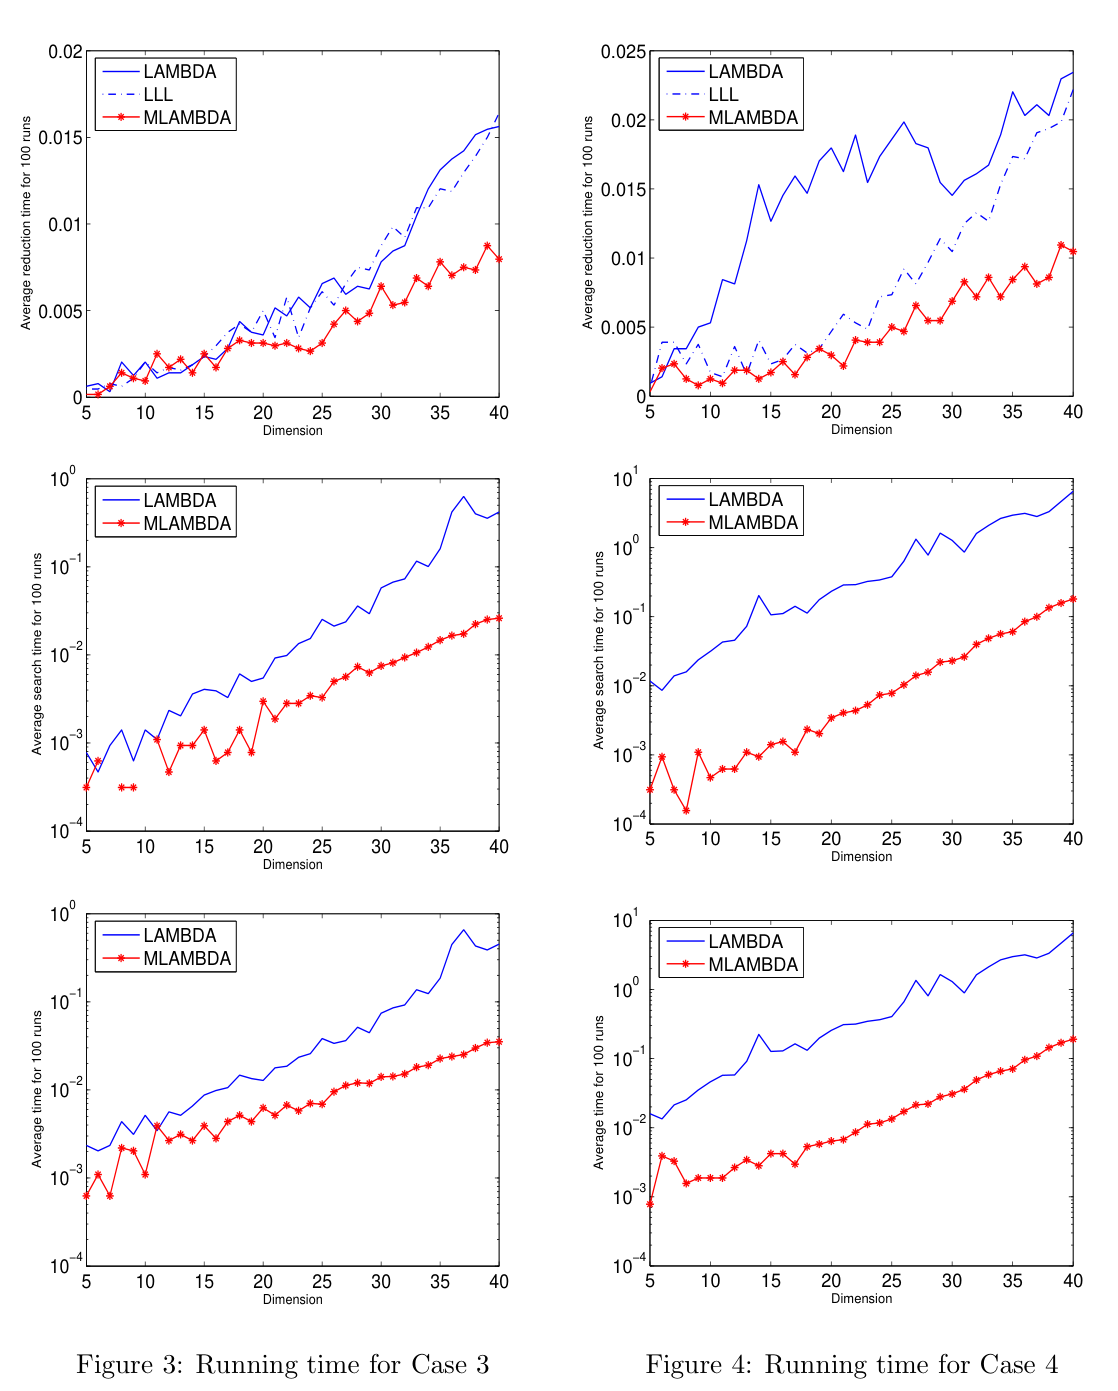 0.02
0.015
0.01
0.005
0
Average reduction time for 100 runs
LAMBDA
LLL
MLAMBDA
5 10 15 20 25 30 35 40
Dimension
0.025
0.02
0.015
0.01
0.005
0
Average reduction time for 100 runs
LAMBDA
LLL
MLAMBDA
5 10 15 20 25 30 35 40
Dimension
10^0
10^−1
10^−2
10^−3
10^−4
Average search time for 100 runs
LAMBDA
MLAMBDA
5 10 15 20 25 30 35 40
Dimension
10^1
10^0
10^−1
10^−2
10^−3
10^−4
Average search time for 100 runs
LAMBDA
MLAMBDA
5 10 15 20 25 30 35 40
Dimension
10^0
10^−1
10^−2
10^−3
10^−4
Average time for 100 runs
LAMBDA
MLAMBDA
5 10 15 20 25 30 35 40
Dimension
10^1
10^0
10^−1
10^−2
10^−3
10^−4
Average time for 100 runs
LAMBDA
MLAMBDA
5 10 15 20 25 30 35 40
Dimension
Figure 3: Running time for Case 3
Figure 4: Running time for Case 4